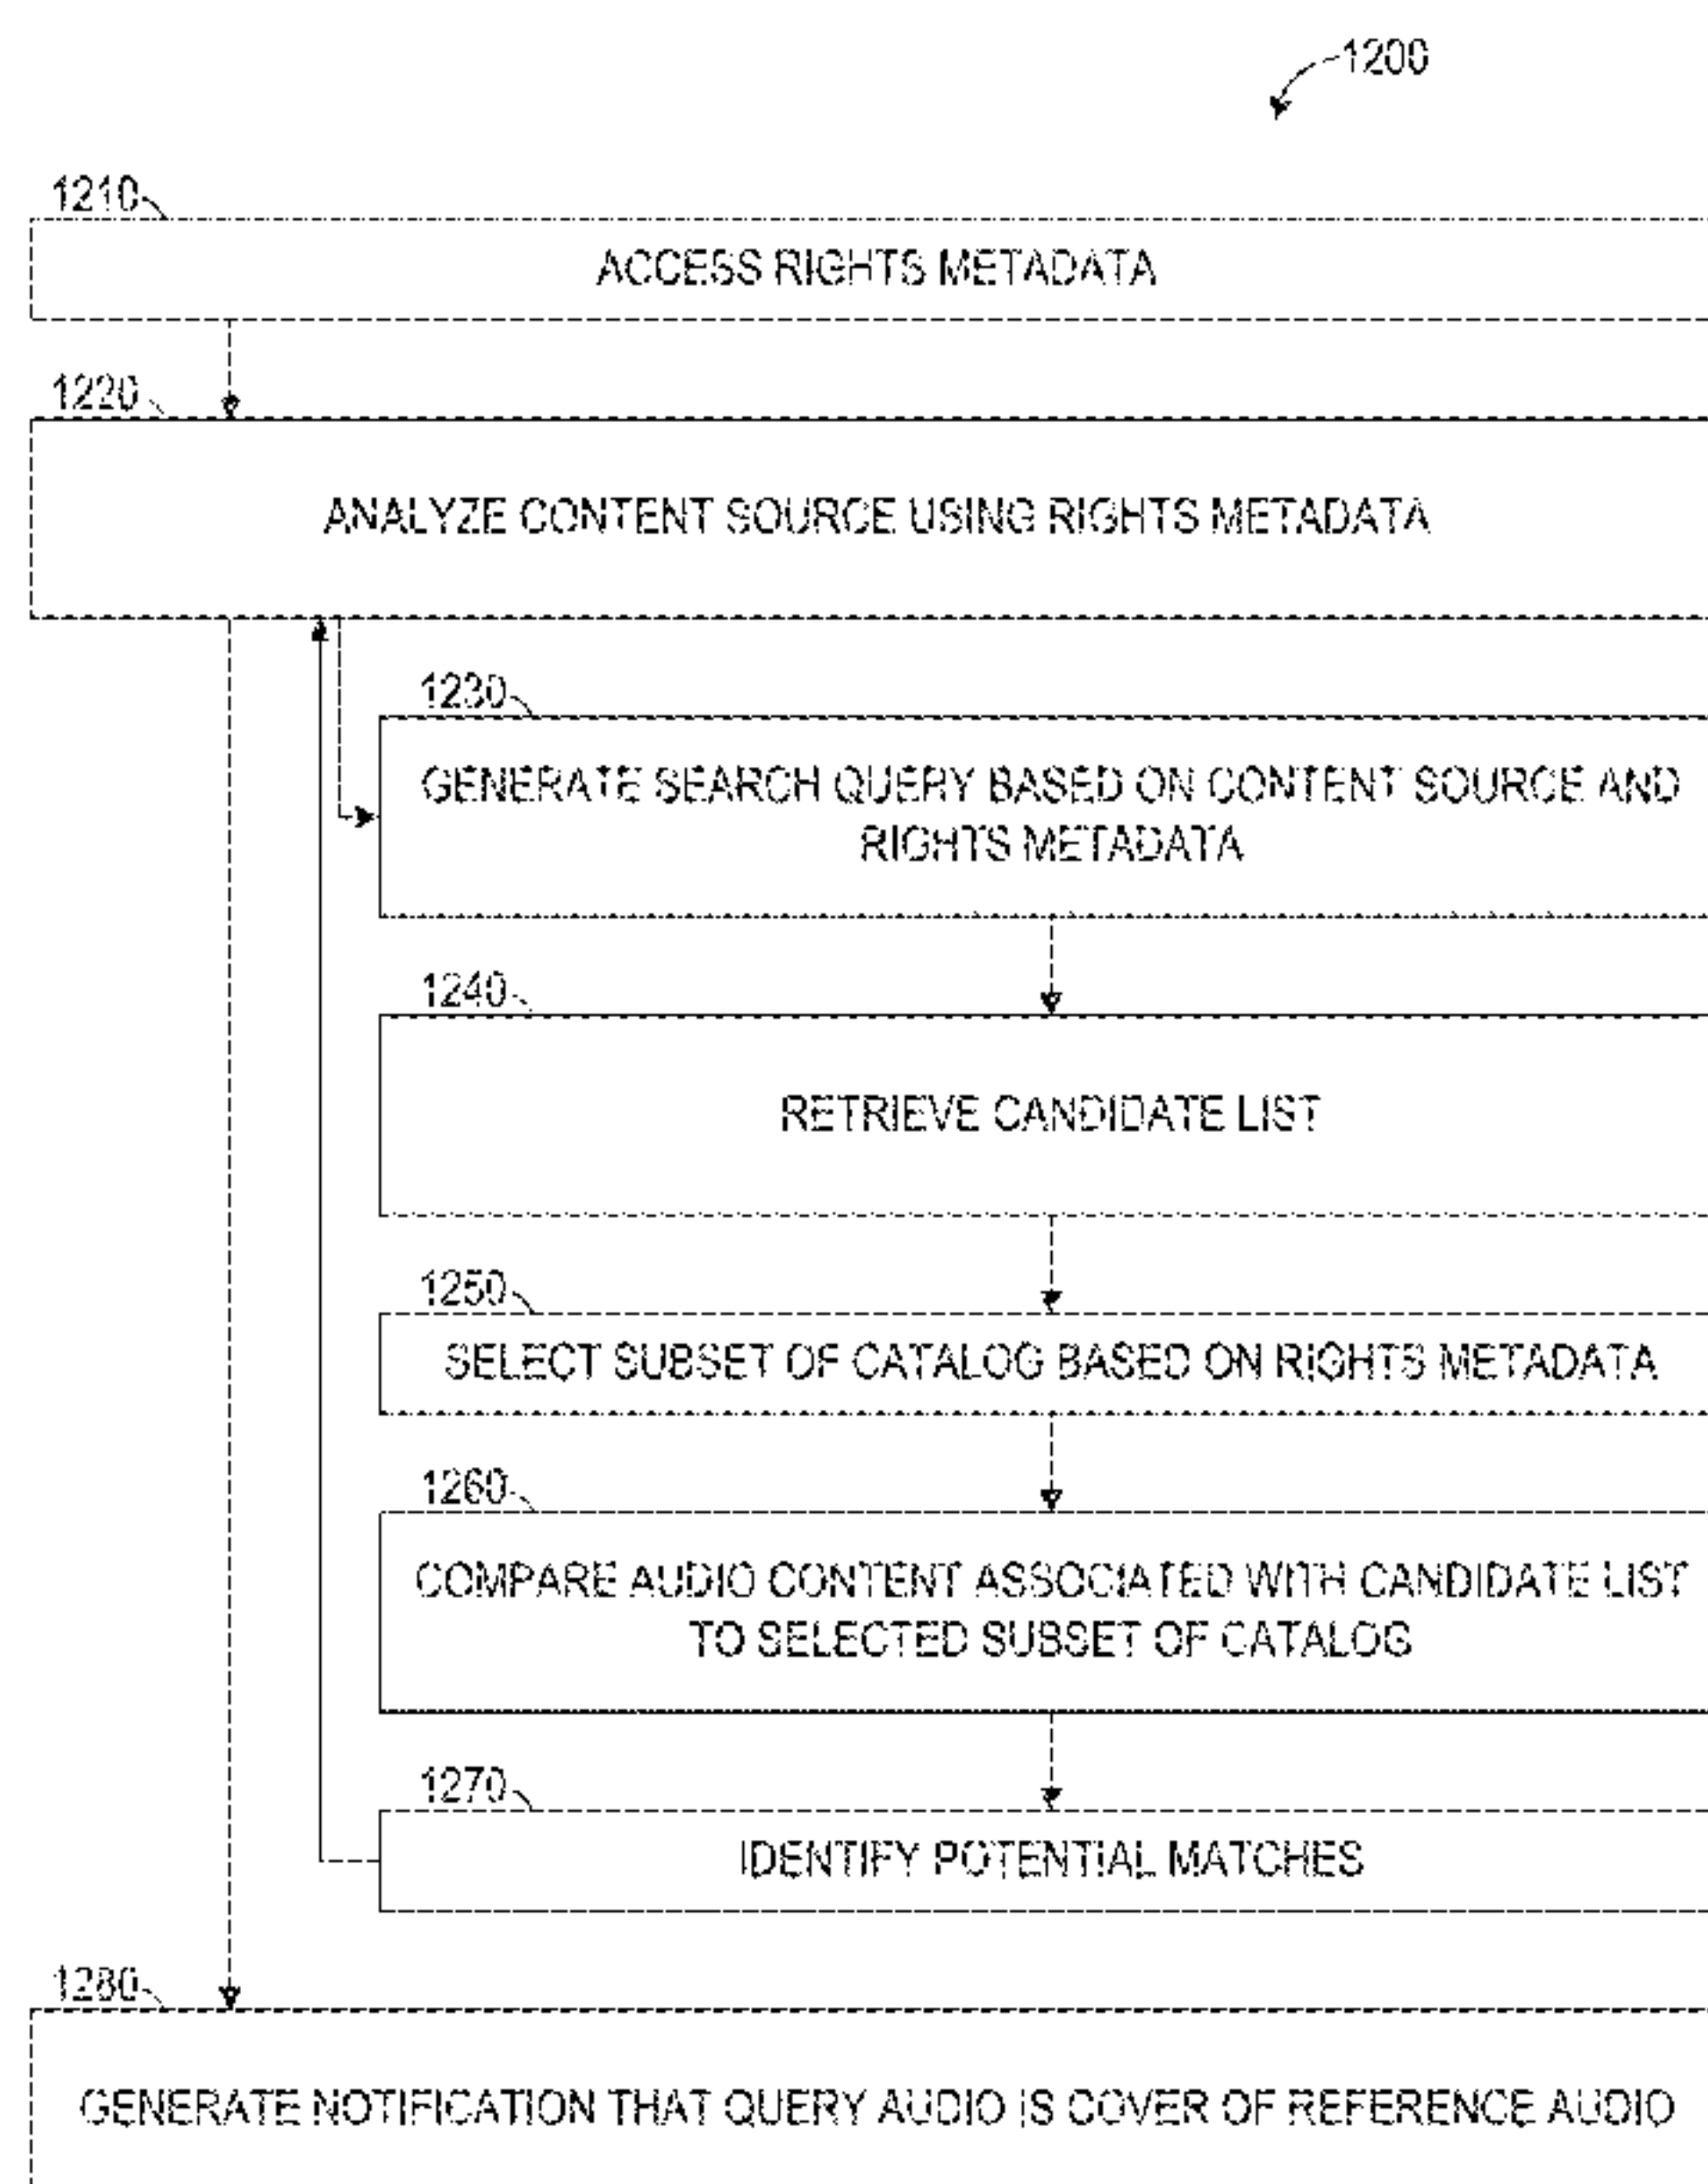 1200
1210
ACCESS RIGHTS METADATA
1220
ANALYZE CONTENT SOURCE USING RIGHTS METADATA
1230
GENERATE SEARCH QUERY BASED ON CONTENT SOURCE AND
RIGHTS METADATA
1240
RETRIEVE CANDIDATE LIST
1250
SELECT SUBSET OF CATALOG BASED ON RIGHTS METADATA
1260
COMPARE AUDIO CONTENT ASSOCIATED WITH CANDIDATE LIST
TO SELECTED SUBSET OF CATALOG
1270
IDENTIFY POTENTIAL MATCHES
1280
GENERATE NOTIFICATION THAT QUERY AUDIO IS COVER OF REFERENCE AUDIO